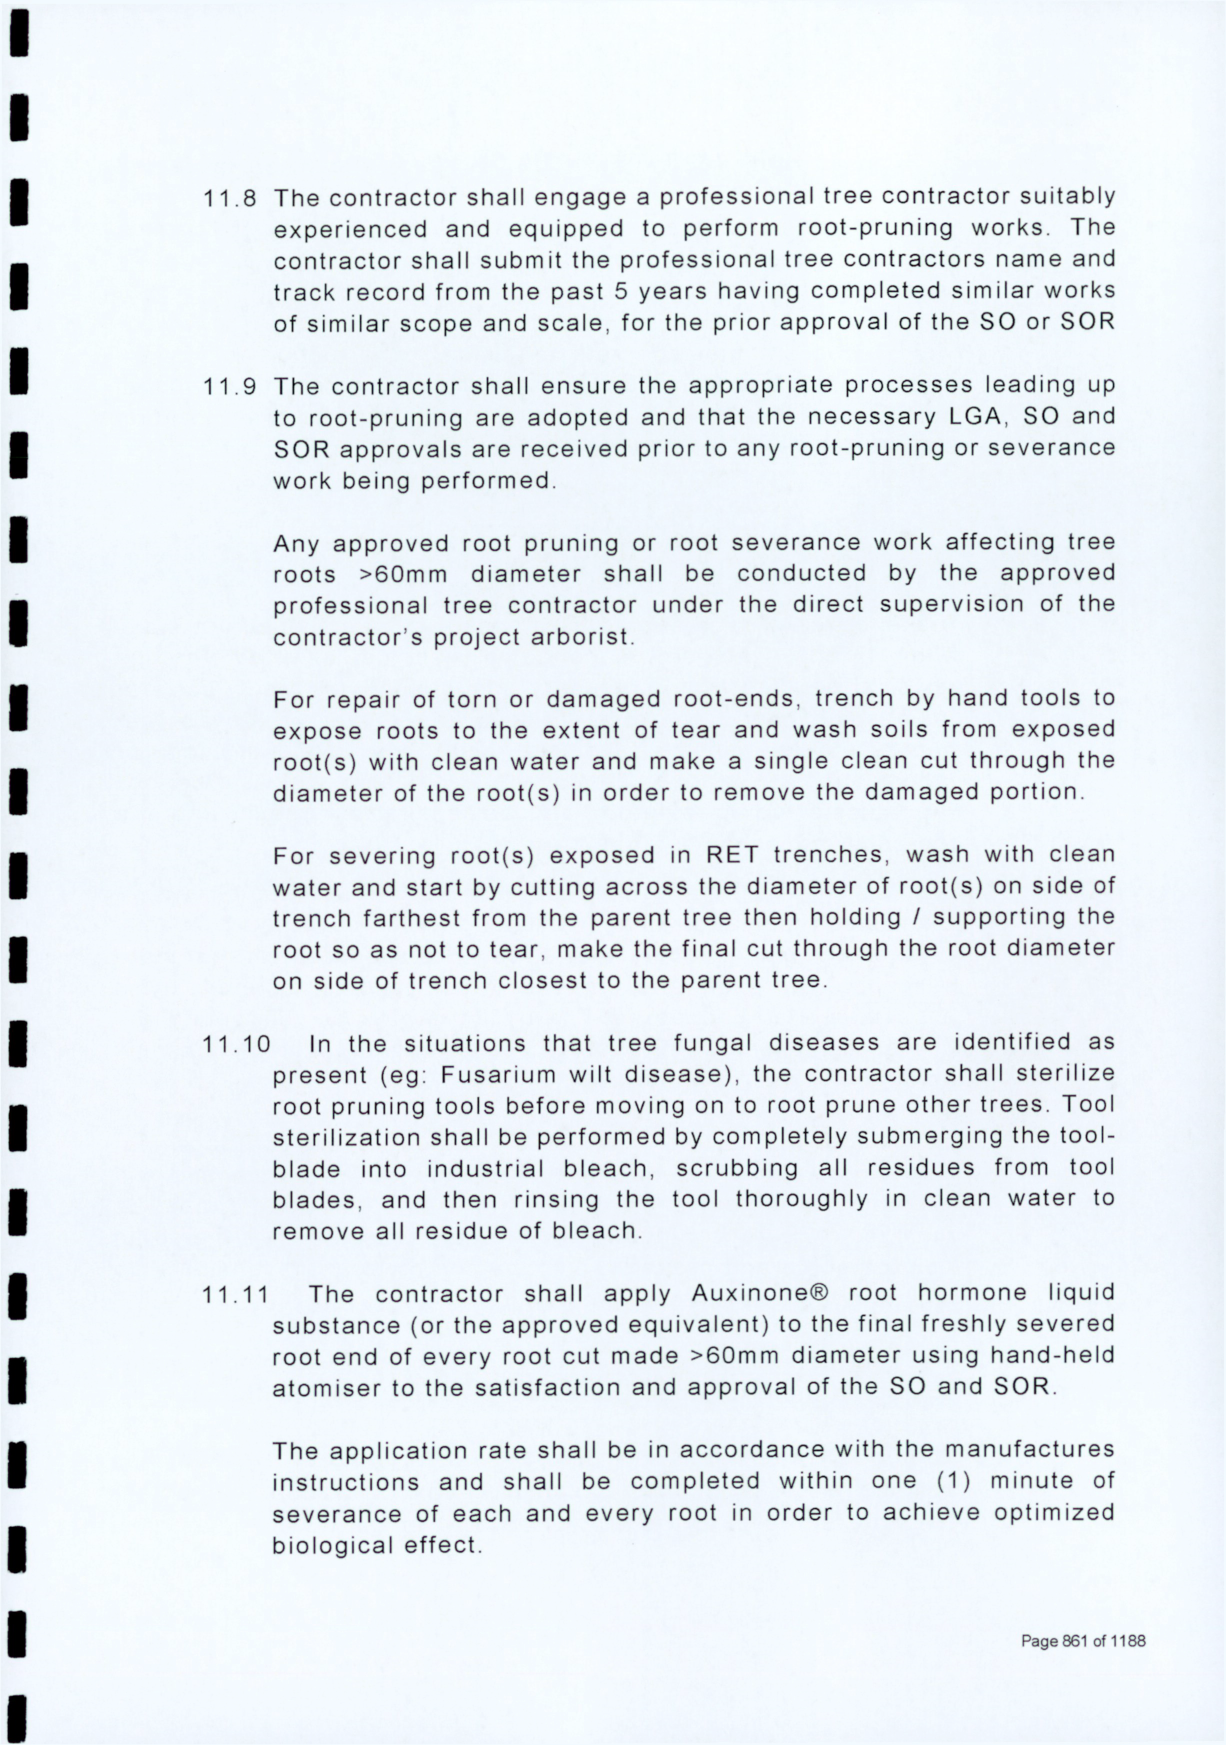 11.8 The contractor shall engage a professional tree contractor suitably
experienced and equipped to perform root-pruning works. The
contractor shall submit the professional tree contractors name and
track record from the past 5 years having completed similar works
of similar scope and scale, for the prior approval of the SO or SOR
11.9 The contractor shall ensure the appropriate processes leading up
to root-pruning are adopted and that the necessary LGA, SO and
SOR approvals are received prior to any root-pruning or severance
work being performed.
Any approved root pruning or root severance work affecting tree
roots >60mm diameter shall be conducted by the approved
professional tree contractor under the direct supervision of the
contractor's project arborist.
For repair of torn or damaged root-ends, trench by hand tools to
expose roots to the extent of tear and wash soils from exposed
root(s) with clean water and make a single clean cut through the
diameter of the root(s) in order to remove the damaged portion.
For severing root(s) exposed in RET trenches, wash with clean
water and start by cutting across the diameter of root(s) on side of
trench farthest from the parent tree then holding / supporting the
root so as not to tear, make the final cut through the root diameter
on side of trench closest to the parent tree.
11.10 In the situations that tree fungal diseases are identified as
present (eg: Fusarium wilt disease), the contractor shall sterilize
root pruning tools before moving on to root prune other trees. Tool
sterilization shall be performed by completely submerging the tool-
blade into industrial bleach, scrubbing all residues from tool
blades, and then rinsing the tool thoroughly in clean water to
remove all residue of bleach.
11.11 The contractor shall apply Auxinone® root hormone liquid
substance (or the approved equivalent) to the final freshly severed
root end of every root cut made >60mm diameter using hand-held
atomiser to the satisfaction and approval of the SO and SOR.
The application rate shall be in accordance with the manufactures
instructions and shall be completed within one (1) minute of
severance of each and every root in order to achieve optimized
biological effect.
Page 861 of 1188